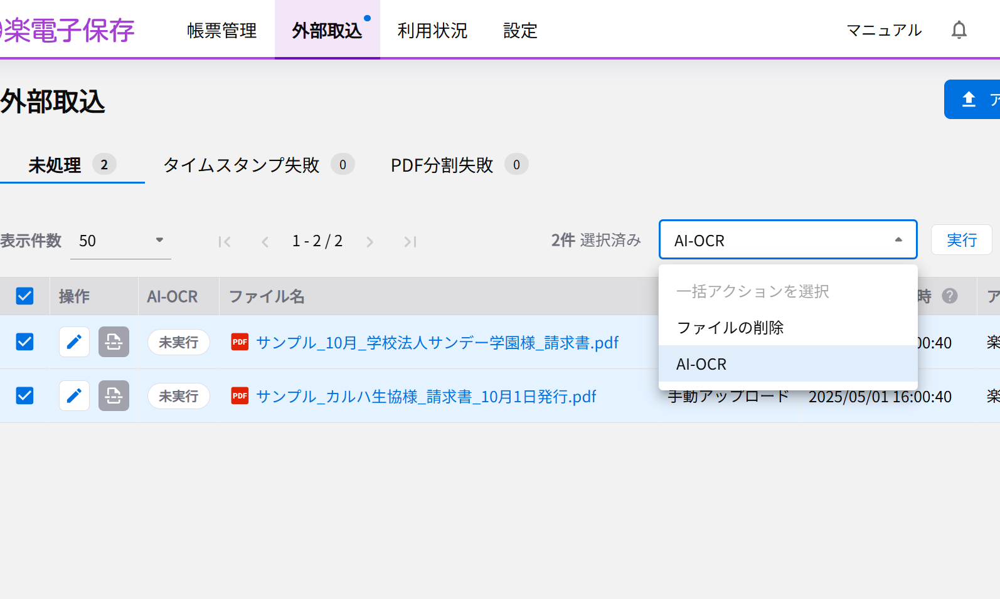 楽電子保存 帳票管理 外部取込 利用状況 設定 マニュアル
外部取込
未処理 2 タイムスタンプ失敗 0 PDF分割失敗 0
表示件数 50 1 - 2 / 2 2件 選択済み AI-OCR 実行
一括アクションを選択
ファイルの削除
AI-OCR
操作 AI-OCR ファイル名 時
未実行 PDF サンプル_10月_学校法人サンデー学園様_請求書.pdf 00:40 楽
未実行 PDF サンプル_カルハ生協様_請求書_10月1日発行.pdf 手動アップロード 2025/05/01 16:00:40 楽